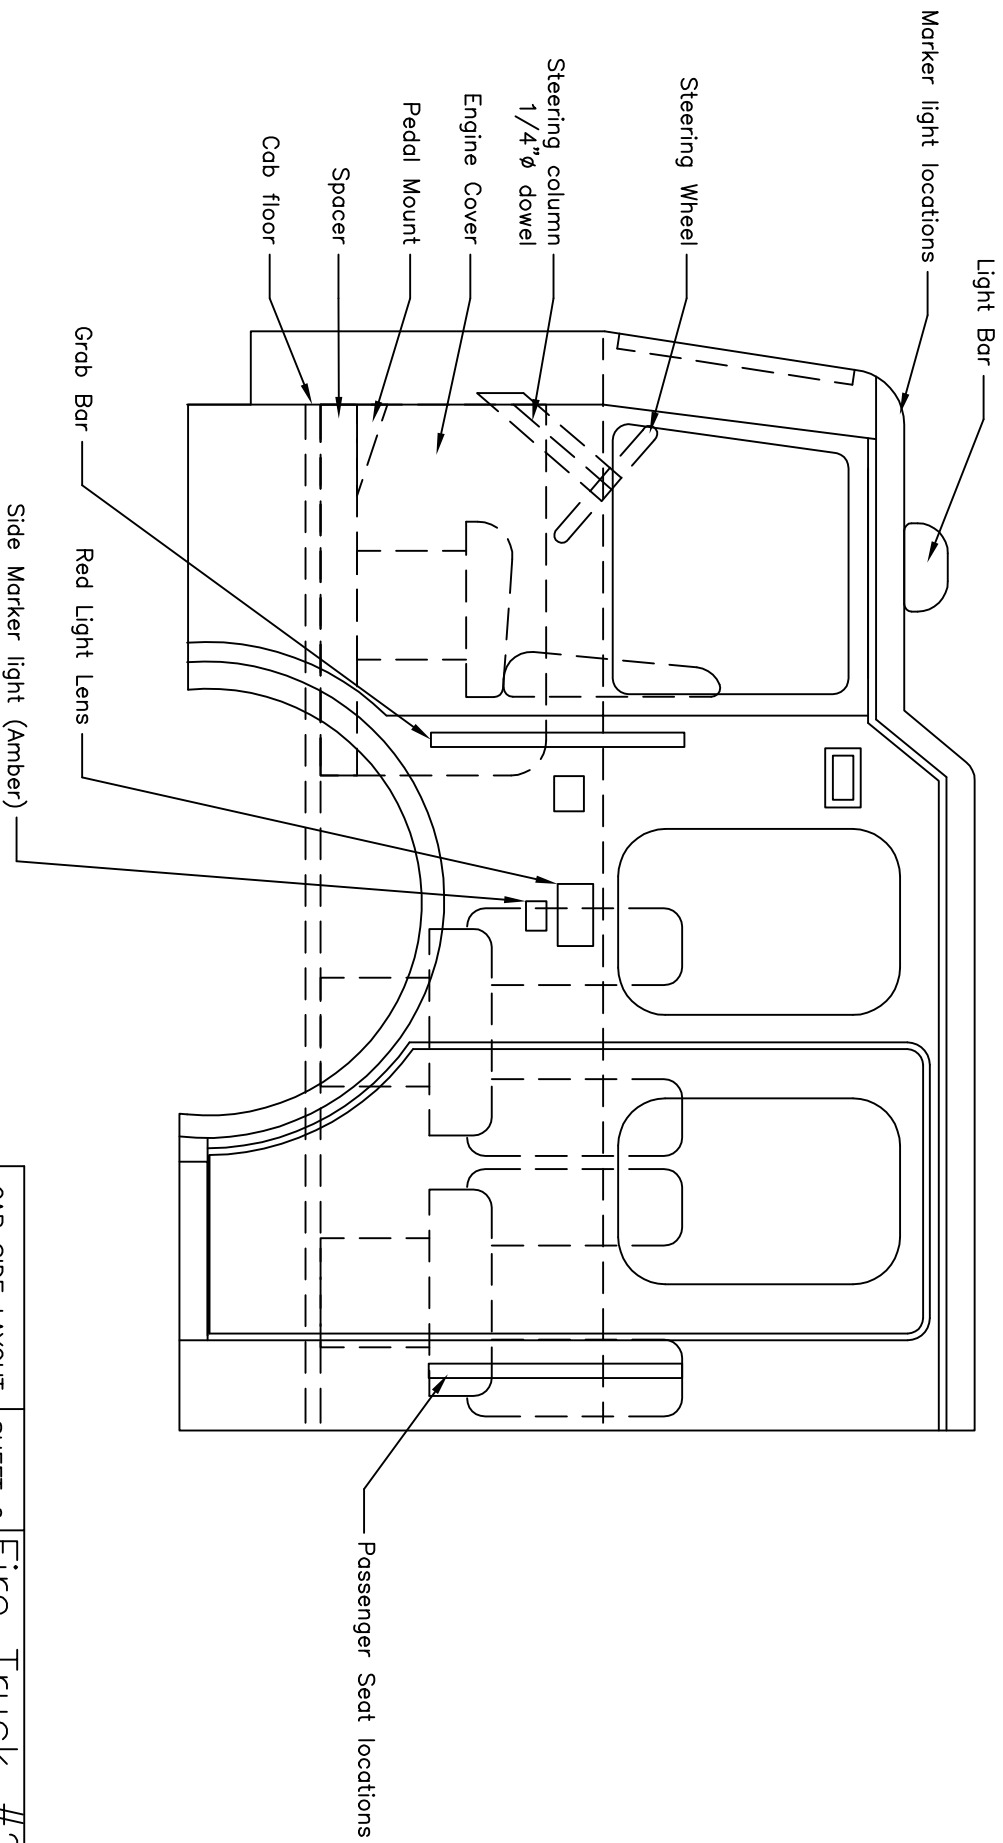 Light Bar
Marker light
locations
Steering Wheel
Steering column
1/4"ø dowel
Engine Cover
Pedal Mount
Spacer
Cab floor
Grab Bar
Red Light Lens
Side Marker light (Amber)
Passenger Seat locations
CAB SIDE LAYOUT
SHEET
Fire Truck